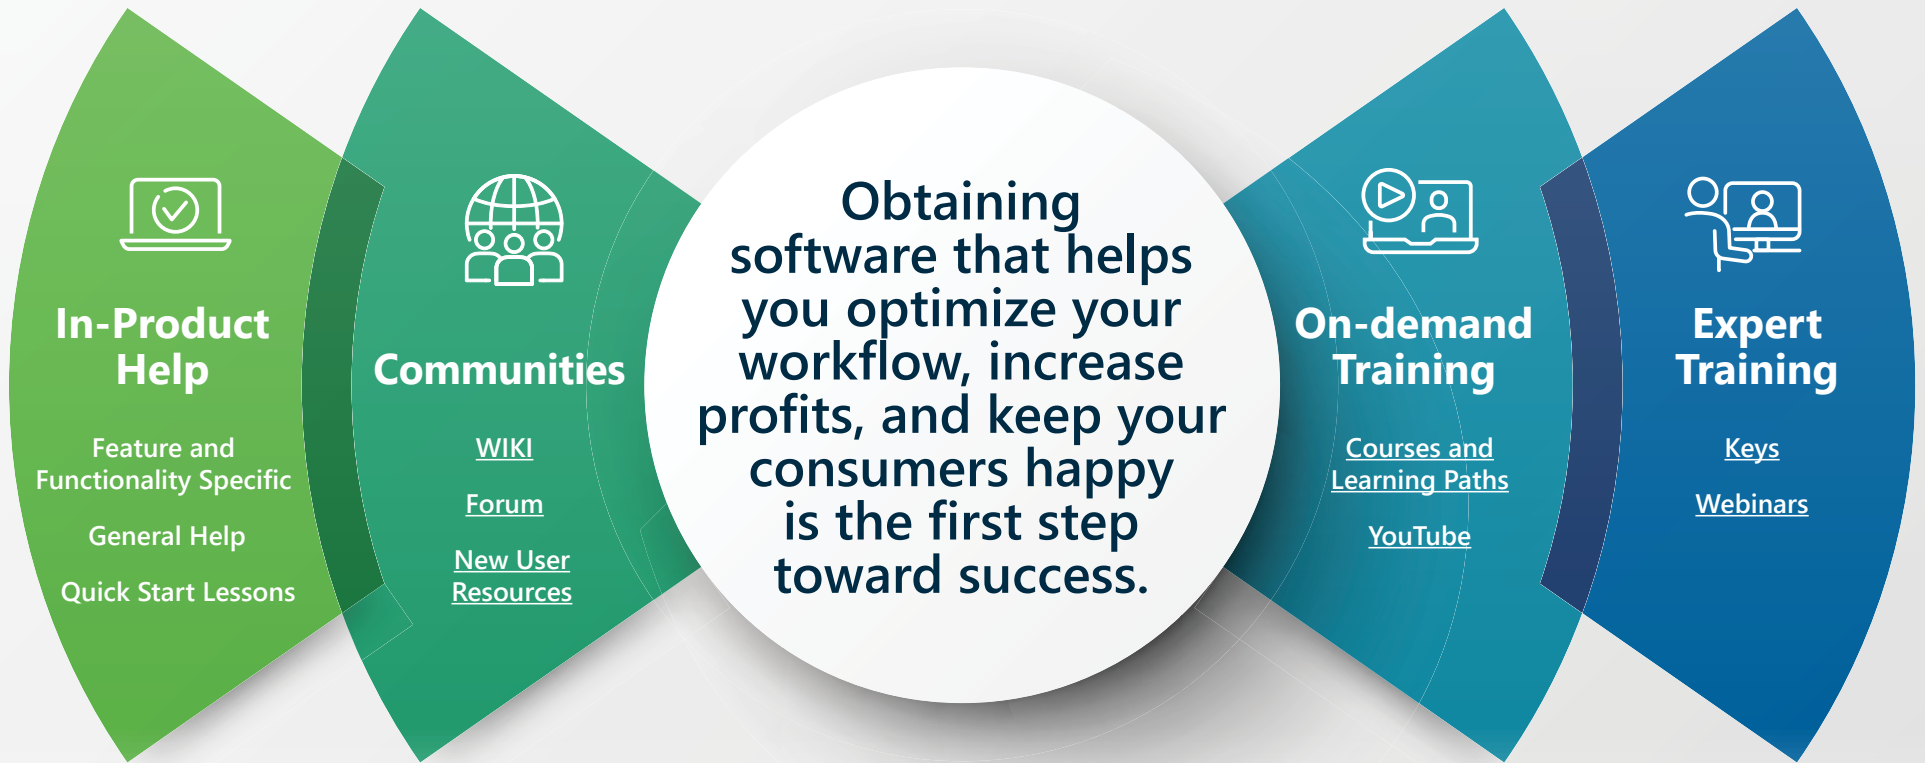 In-Product
Help
Feature and
Functionality Specific
General Help
Quick Start Lessons
Communities
WIKI
Forum
New User
Resources
Obtaining
software that helps
you optimize your
workflow, increase
profits, and keep your
consumers happy
is the first step
toward success.
On-demand
Training
Courses and
Learning Paths
YouTube
Expert
Training
Keys
Webinars